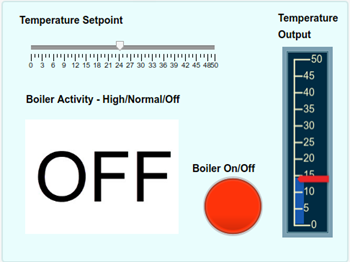 Temperature Setpoint
0 3 6 9 12 15 18 21 24 27 30 33 36 39 42 45 4850
Boiler Activity - High/Normal/Off
OFF
Boiler On/Off
Temperature
Output
50
45
40
35
30
25
20
15
10
5
0